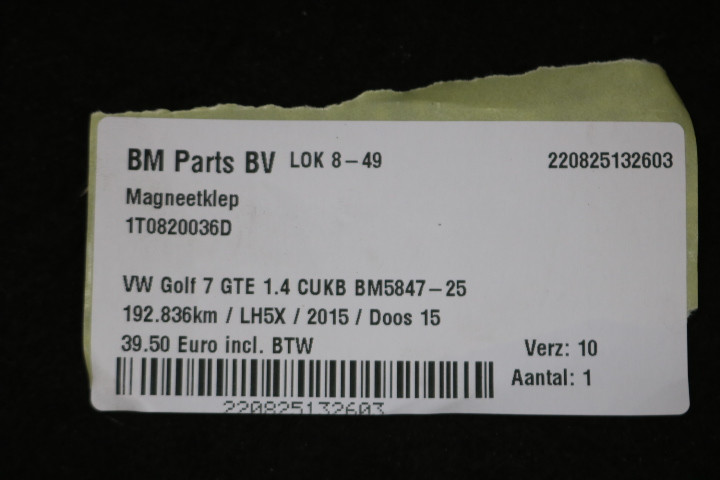 BM Parts BV LOK 8-49 220825132603
Magneetklep
1T0820036D
VW Golf 7 GTE 1.4 CUKB BM5847-25
192.836km / LH5X / 2015 / Doos 15
39.50 Euro incl. BTW Verz: 10
Aantal: 1
220825132603